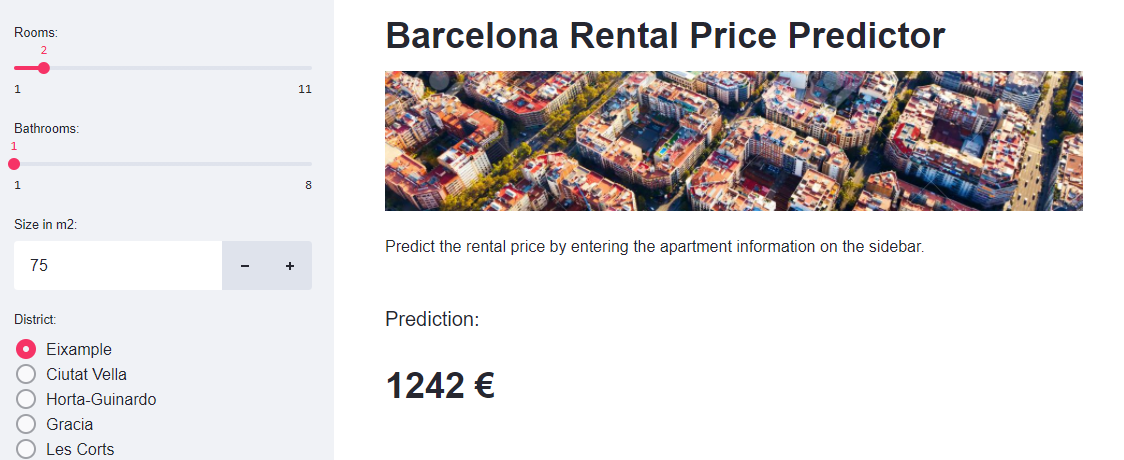 Rooms:
2
1
11
Bathrooms:
1
1
8
Size in m2:
75
−
+
District:
Eixample
Ciutat Vella
Horta-Guinardo
Gracia
Les Corts
Barcelona Rental Price Predictor
Predict the rental price by entering the apartment information on the sidebar.
Prediction:
1242 €